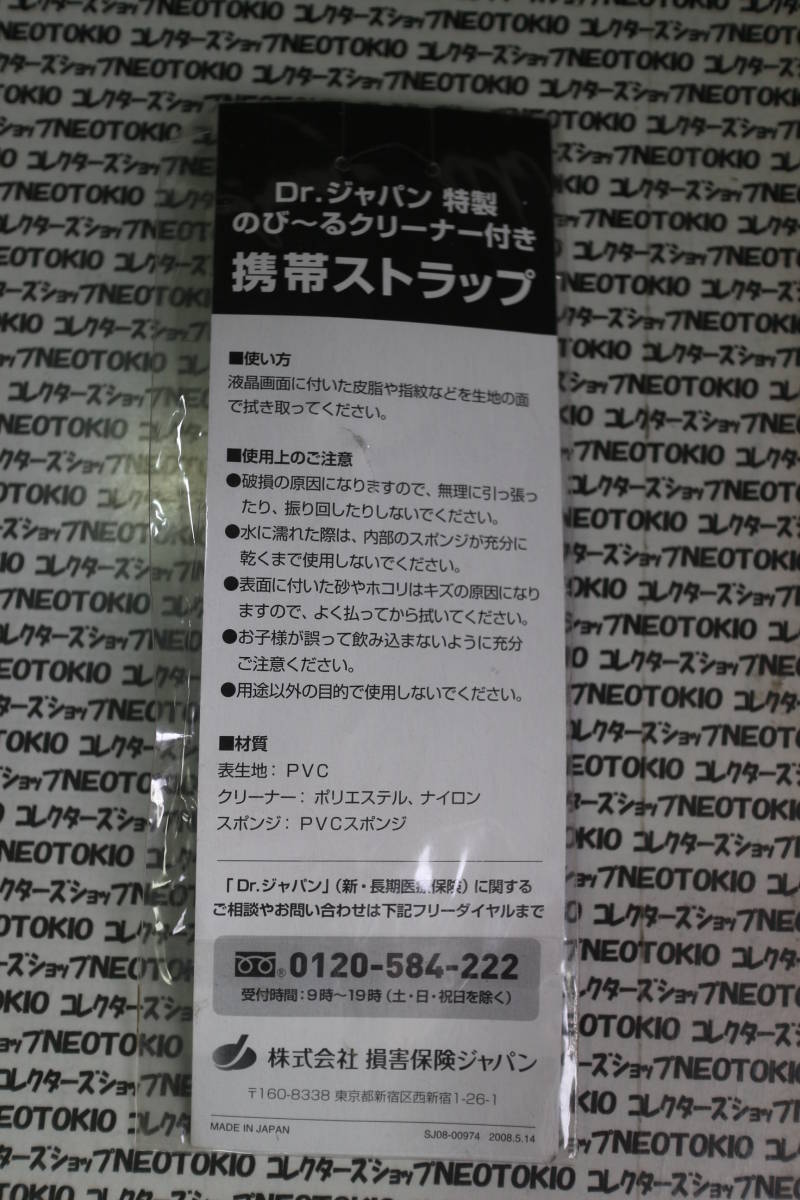 Dr.ジャパン 特製
のび～るクリーナー付き
携帯ストラップ
■使い方
液晶画面に付いた皮脂や指紋などを生地の面
で拭き取ってください。
■使用上のご注意
●破損の原因になりますので、無理に引っ張っ
たり、振り回したりしないでください。
●水に濡れた際は、内部のスポンジが充分に
乾くまで使用しないでください。
●表面に付いた砂やホコリはキズの原因になり
ますので、よく払ってから拭いてください。
●お子様が誤って飲み込まないように充分
ご注意ください。
●用途以外の目的で使用しないでください。
■材質
表生地：PVC
クリーナー：ポリエステル、ナイロン
スポンジ：PVCスポンジ
「Dr.ジャパン」（新・長期医療保険）に関する
ご相談やお問い合わせは下記フリーダイヤルまで
0120-584-222
受付時間：9時～19時（土・日・祝日を除く）
株式会社 損害保険ジャパン
〒160-8338 東京都新宿区西新宿1-26-1
MADE IN JAPAN SJ08-00974 2008.5.14
コレクターズショップNEOTOKIO コレクターズショップNEOTOKIO